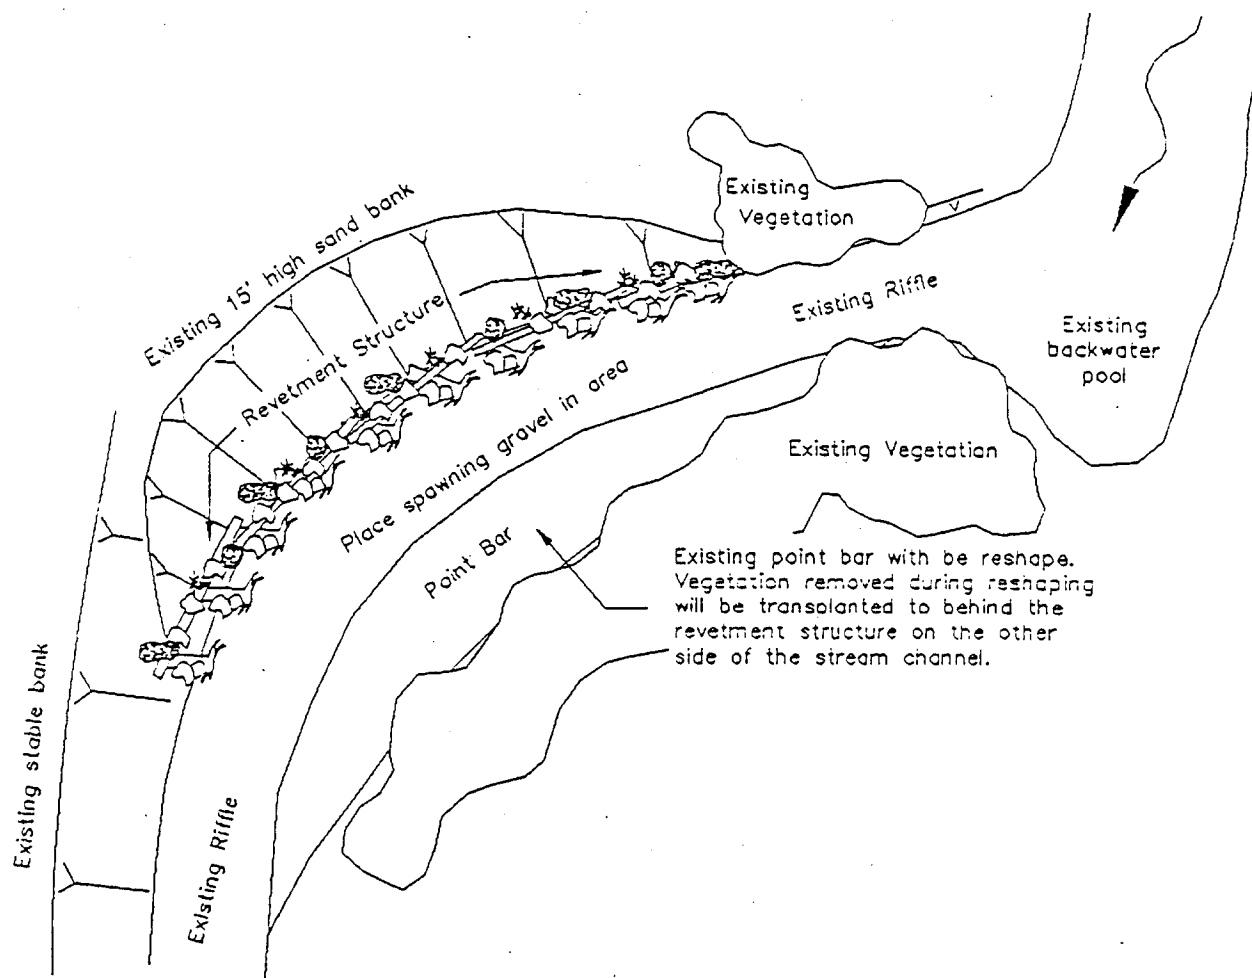 Existing
Vegetation
Existing 15' high sand bank
Revetment Structure
Existing Riffle
Existing
backwater
pool
Place spawning gravel in area
Existing Vegetation
Point Bar
Existing point bar with be reshape.
Vegetation removed during reshaping
will be transplanted to behind the
revetment structure on the other
side of the stream channel.
Existing stable bank
Existing Riffle